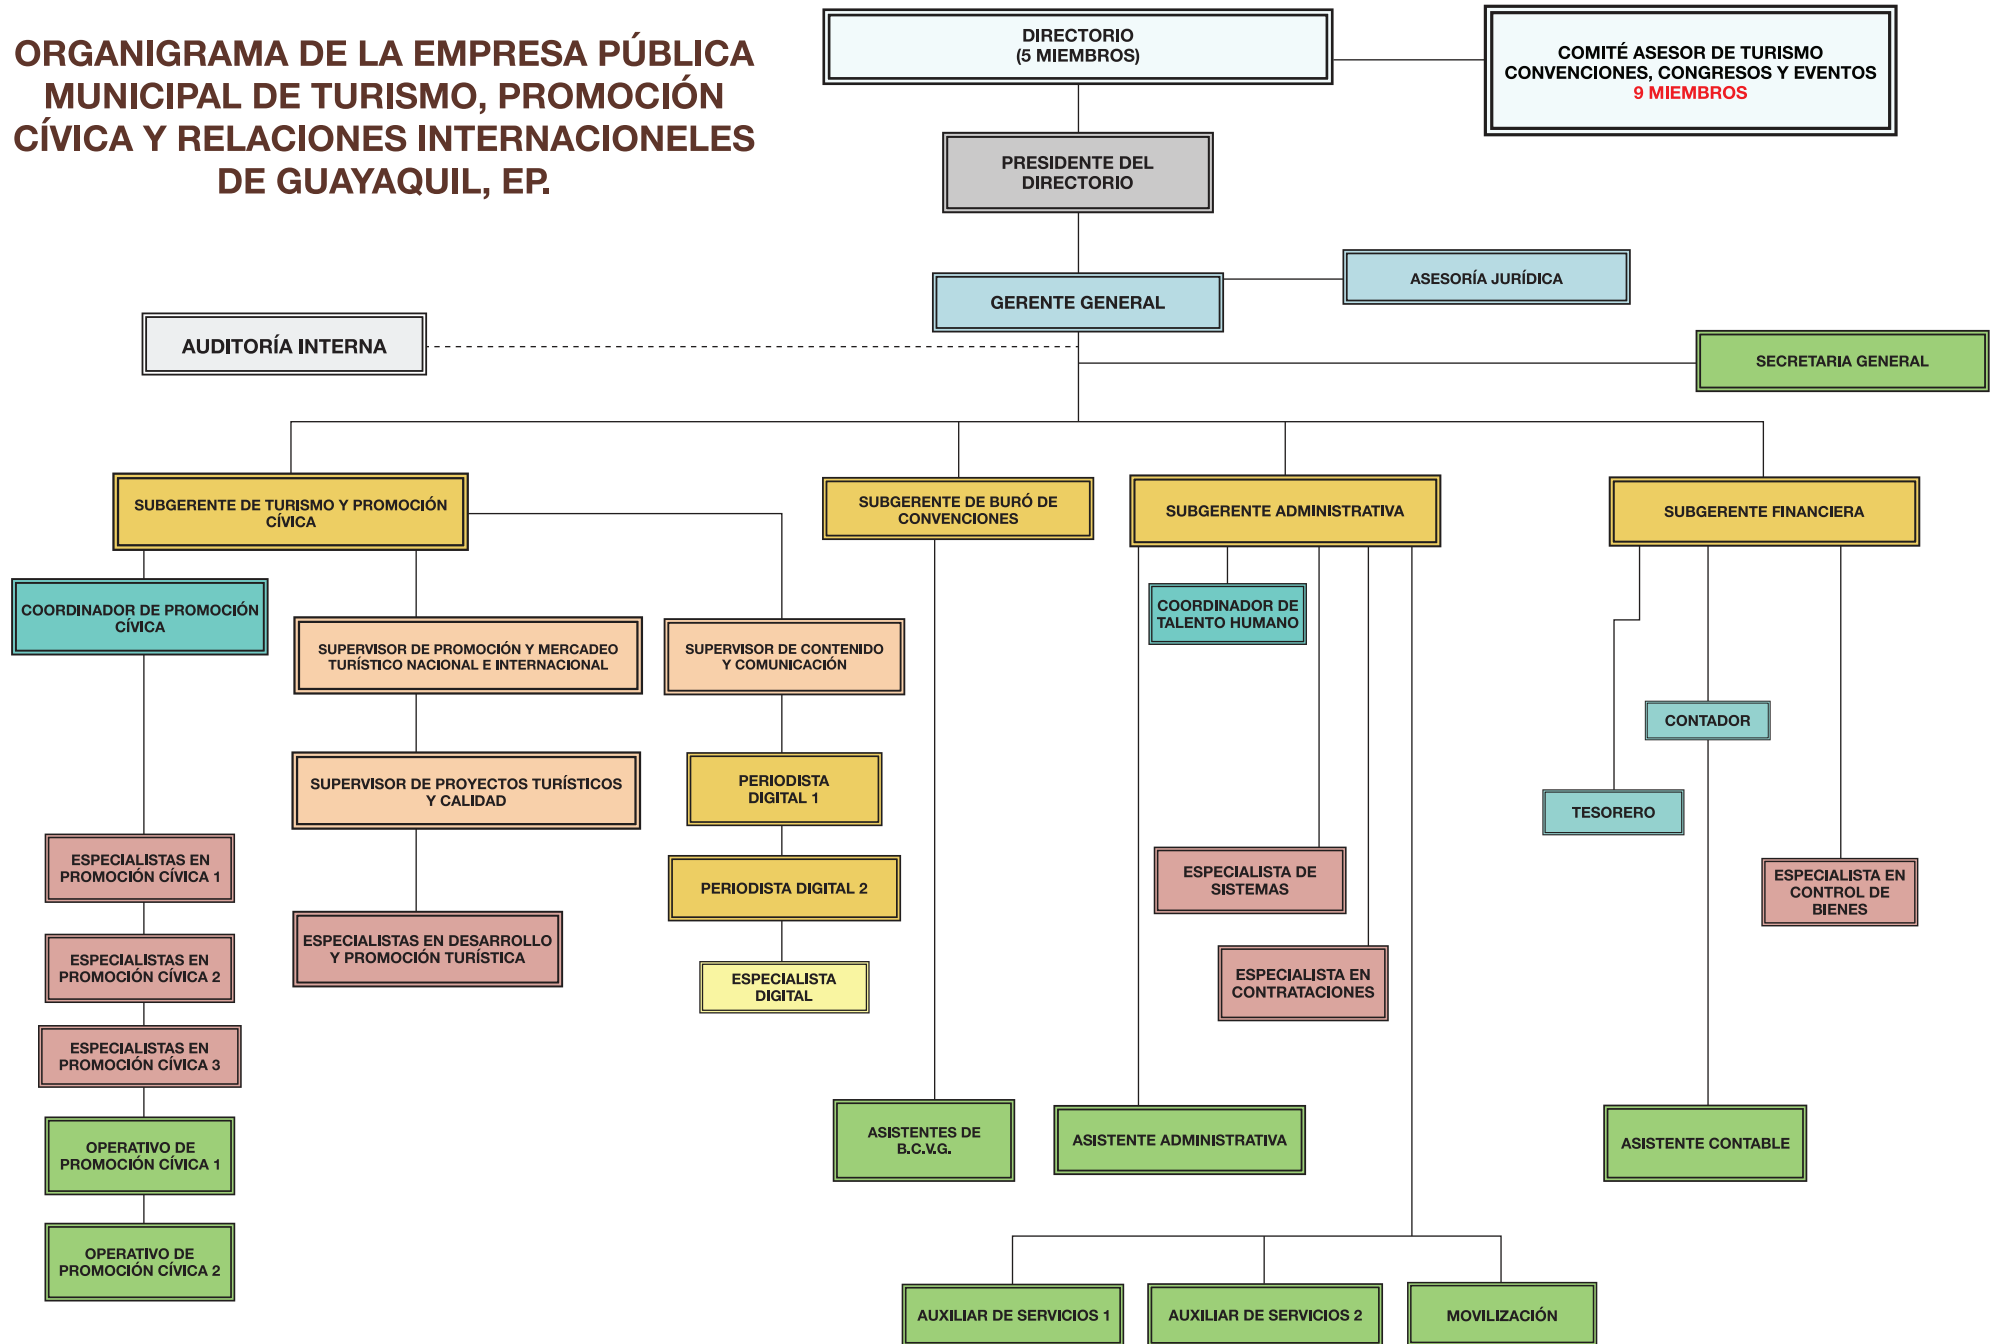 ORGANIGRAMA DE LA EMPRESA PÚBLICA
MUNICIPAL DE TURISMO, PROMOCIÓN
CÍVICA Y RELACIONES INTERNACIONELES
DE GUAYAQUIL, EP.
DIRECTORIO
(5 MIEMBROS)
COMITÉ ASESOR DE TURISMO
CONVENCIONES, CONGRESOS Y EVENTOS
9 MIEMBROS
PRESIDENTE DEL
DIRECTORIO
GERENTE GENERAL
ASESORÍA JURÍDICA
AUDITORÍA INTERNA
SECRETARIA GENERAL
SUBGERENTE DE TURISMO Y PROMOCIÓN
CÍVICA
SUBGERENTE DE BURÓ DE
CONVENCIONES
SUBGERENTE ADMINISTRATIVA
SUBGERENTE FINANCIERA
COORDINADOR DE PROMOCIÓN
CÍVICA
SUPERVISOR DE PROMOCIÓN Y MERCADEO
TURÍSTICO NACIONAL E INTERNACIONAL
SUPERVISOR DE CONTENIDO
Y COMUNICACIÓN
COORDINADOR DE
TALENTO HUMANO
CONTADOR
SUPERVISOR DE PROYECTOS TURÍSTICOS
Y CALIDAD
PERIODISTA
DIGITAL 1
TESORERO
ESPECIALISTAS EN
PROMOCIÓN CÍVICA 1
PERIODISTA DIGITAL 2
ESPECIALISTA DE
SISTEMAS
ESPECIALISTA EN
CONTROL DE
BIENES
ESPECIALISTAS EN
PROMOCIÓN CÍVICA 2
ESPECIALISTAS EN DESARROLLO
Y PROMOCIÓN TURÍSTICA
ESPECIALISTA
DIGITAL
ESPECIALISTA EN
CONTRATACIONES
ESPECIALISTAS EN
PROMOCIÓN CÍVICA 3
OPERATIVO DE
PROMOCIÓN CÍVICA 1
ASISTENTES DE
B.C.V.G.
ASISTENTE ADMINISTRATIVA
ASISTENTE CONTABLE
OPERATIVO DE
PROMOCIÓN CÍVICA 2
AUXILIAR DE SERVICIOS 1
AUXILIAR DE SERVICIOS 2
MOVILIZACIÓN